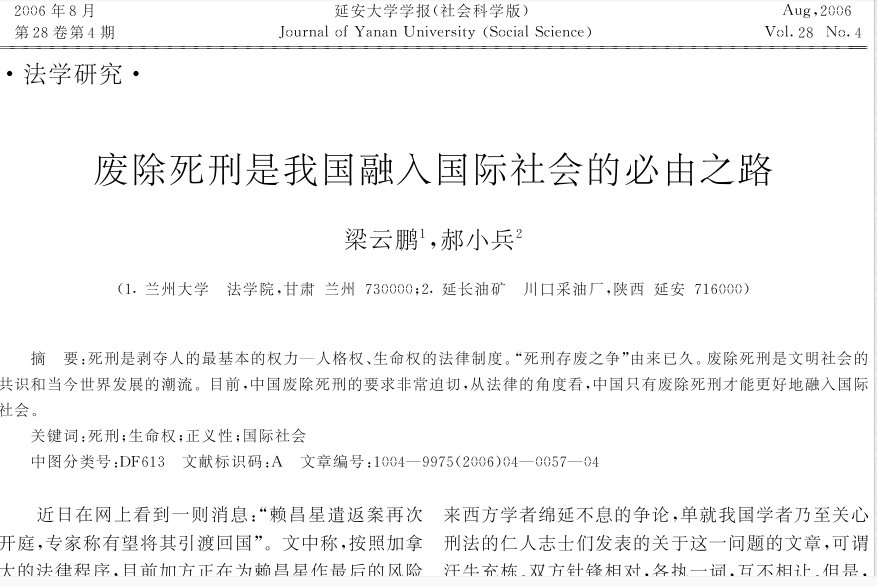 2006 年 8 月
延安大学学报(社会科学版)
Aug,2006
第 28 卷第 4 期
Journal of Yanan University (Social Science)
Vol. 28 No. 4
·法学研究·
废除死刑是我国融入国际社会的必由之路
梁云鹏1,郝小兵2
(1. 兰州大学 法学院,甘肃 兰州 730000;2. 延长油矿 川口采油厂,陕西 延安 716000)
摘 要:死刑是剥夺人的最基本的权力—人格权、生命权的法律制度。“死刑存废之争”由来已久。废除死刑是文明社会的
共识和当今世界发展的潮流。目前,中国废除死刑的要求非常迫切,从法律的角度看,中国只有废除死刑才能更好地融入国际
社会。
关键词:死刑;生命权;正义性;国际社会
中图分类号:DF613 文献标识码:A 文章编号:1004—9975(2006)04—0057—04
近日在网上看到一则消息:“赖昌星遣返案再次
开庭,专家称有望将其引渡回国”。文中称,按照加拿
大的法律程序,目前加方正在为赖昌星作最后的风险
来西方学者绵延不息的争论,单就我国学者乃至关心
刑法的仁人志士们发表的关于这一问题的文章,可谓
汗牛充栋。双方针锋相对,各执一词,互不相让。但是,